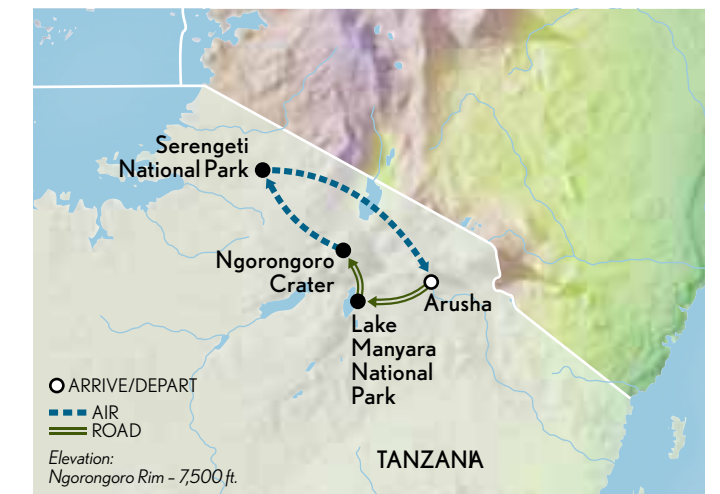 Serengeti
National Park
Ngorongoro
Crater
Arusha
Lake
Manyara
National
Park
ARRIVE/DEPART
AIR
ROAD
Elevation:
Ngorongoro Rim – 7,500 ft.
TANZANIA